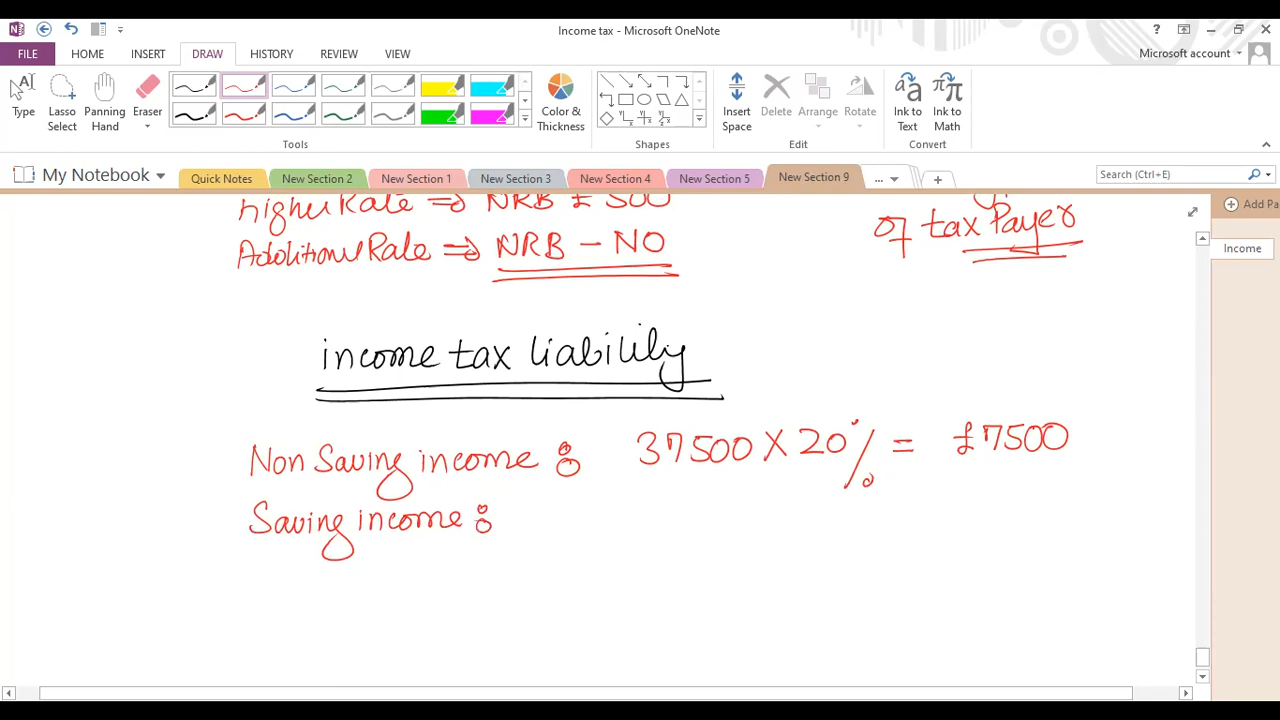 Income tax - Microsoft OneNote
FILE HOME INSERT DRAW HISTORY REVIEW VIEW Microsoft account
Type Lasso Select Panning Hand Eraser Color & Thickness Insert Space Delete Arrange Rotate Ink to Text Ink to Math
Tools Shapes Edit Convert
My Notebook Quick Notes New Section 2 New Section 1 New Section 3 New Section 4 New Section 5 New Section 9 ... Search (Ctrl+E)
Add Pa
Income
Higher Rate ⇒ NRB £ 500
of tax Payer
Additional Rate ⇒ NRB - NO
income tax liability
Non Saving income : 37500 X 20% = £7500
Saving income :